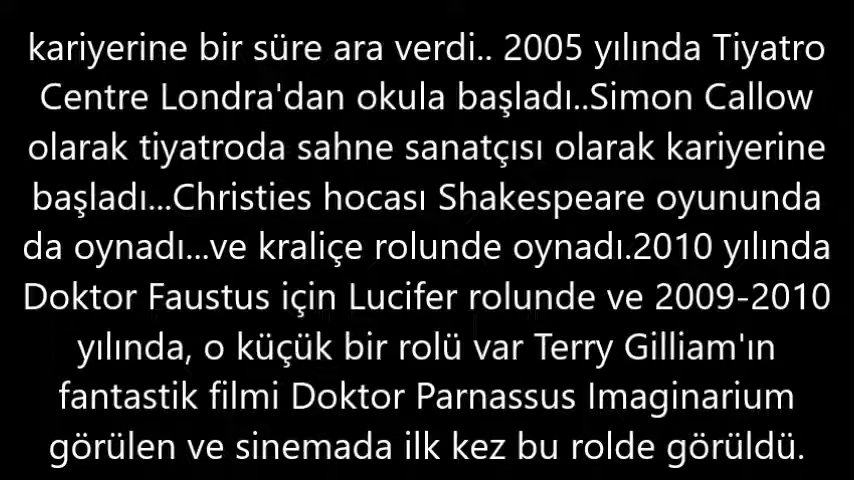 kariyerine bir süre ara verdi.. 2005 yılında Tiyatro
Centre Londra'dan okula başladı..Simon Callow
olarak tiyatroda sahne sanatçısı olarak kariyerine
başladı...Christies hocası Shakespeare oyununda
da oynadı...ve kraliçe rolunde oynadı.2010 yılında
Doktor Faustus için Lucifer rolunde ve 2009-2010
yılında, o küçük bir rolü var Terry Gilliam'ın
fantastik filmi Doktor Parnassus Imaginarium
görülen ve sinemada ilk kez bu rolde görüldü.